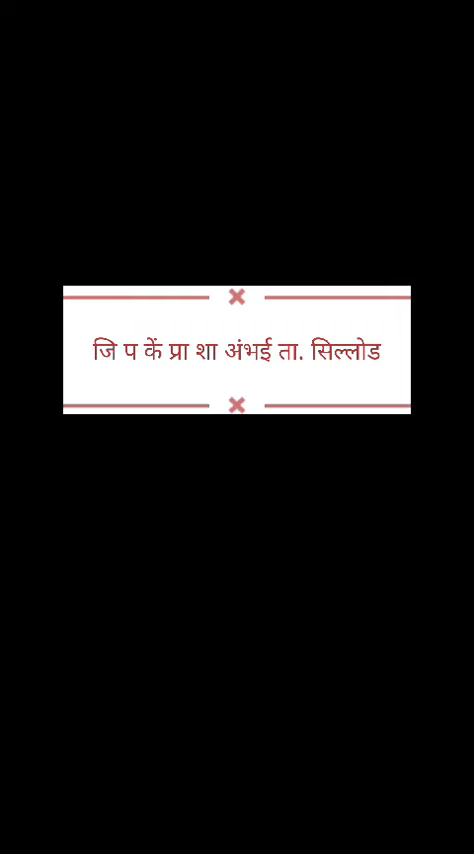 जि प कें प्रा शा अंभई ता. सिल्लोड